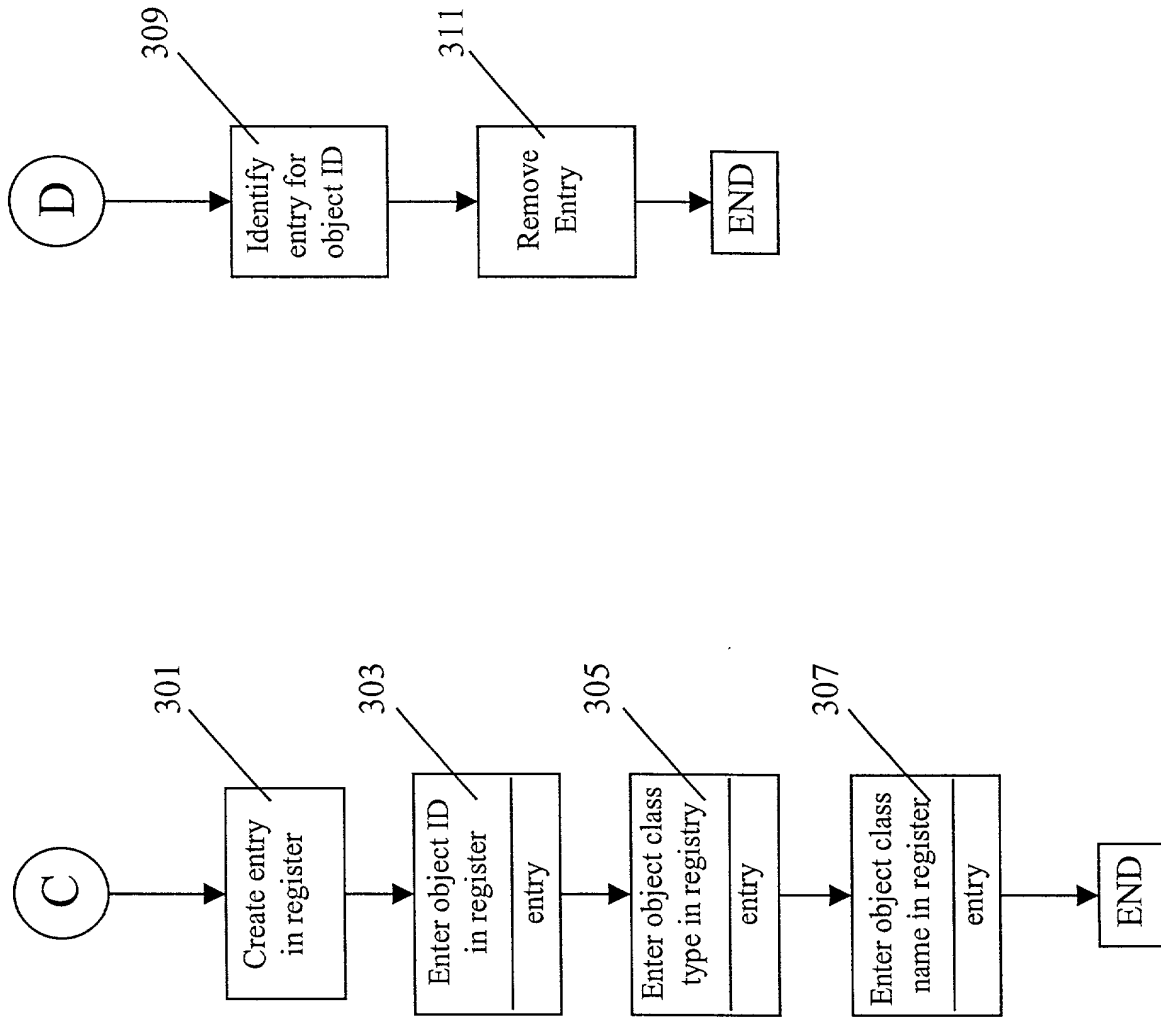 C
301
Create entry
in register
303
Enter object ID
in register
entry
305
Enter object class
type in registry
entry
307
Enter object class
name in register
entry
END
D
309
Identify
entry for
object ID
311
Remove
Entry
END